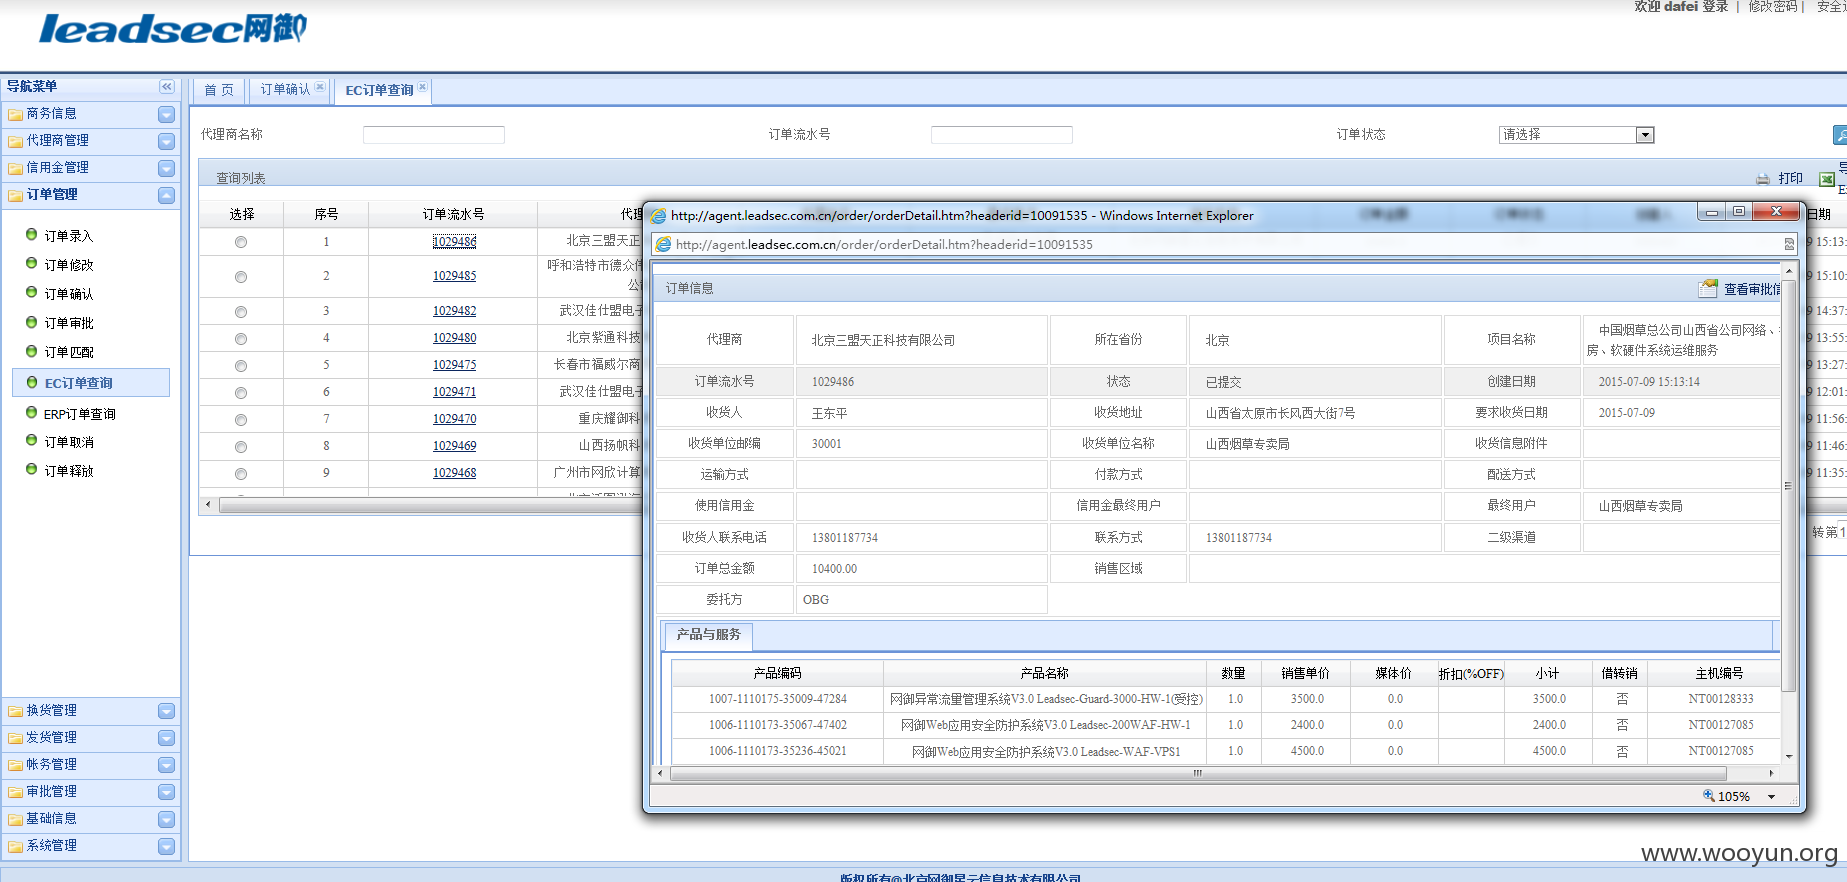 leadsec网御
欢迎 dafei 登录 | 修改密码 | 安全
导航菜单
商务信息
代理商管理
信用金管理
订单管理
订单录入
订单修改
订单确认
订单审批
订单匹配
EC订单查询
ERP订单查询
订单取消
订单释放
换货管理
发货管理
帐务管理
审批管理
基础信息
系统管理
首 页 订单确认 EC订单查询
代理商名称 订单流水号 订单状态 请选择
查询列表 打印
选择 序号 订单流水号 日期
1 1029486 北京三盟天正 9 15:13:
2 1029485 呼和浩特市德众 9 15:10:
3 1029482 武汉佳仕盟电子 9 14:37:
4 1029480 北京紫通科技 9 13:55:
5 1029475 长春市福威尔商 9 13:27:
6 1029471 武汉佳仕盟电子 9 12:01:
7 1029470 重庆耀御科 9 11:56:
8 1029469 山西扬帆科 9 11:46:
9 1029468 广州市网欣计算 9 11:35:
转第1
http://agent.leadsec.com.cn/order/orderDetail.htm?headerid=10091535 - Windows Internet Explorer
http://agent.leadsec.com.cn/order/orderDetail.htm?headerid=10091535
订单信息 查看审批信
代理商 北京三盟天正科技有限公司 所在省份 北京 项目名称 中国烟草总公司山西省公司网络、
房、软硬件系统运维服务
订单流水号 1029486 状态 已提交 创建日期 2015-07-09 15:13:14
收货人 王东平 收货地址 山西省太原市长风西大街7号 要求收货日期 2015-07-09
收货单位邮编 30001 收货单位名称 山西烟草专卖局 收货信息附件
运输方式 付款方式 配送方式
使用信用金 信用金最终用户 最终用户 山西烟草专卖局
收货人联系电话 13801187734 联系方式 13801187734 二级渠道
订单总金额 10400.00 销售区域
委托方 OBG
产品与服务
产品编码 产品名称 数量 销售单价 媒体价 折扣(%OFF) 小计 借转销 主机编号
1007-1110175-35009-47284 网御异常流量管理系统V3.0 Leadsec-Guard-3000-HW-1(受控) 1.0 3500.0 0.0 3500.0 否 NT00128333
1006-1110173-35067-47402 网御Web应用安全防护系统V3.0 Leadsec-200WAF-HW-1 1.0 2400.0 0.0 2400.0 否 NT00127085
1006-1110173-35236-45021 网御Web应用安全防护系统V3.0 Leadsec-WAF-VPS1 1.0 4500.0 0.0 4500.0 否 NT00127085
105%
www.wooyun.org
版权所有@北京网御星云信息技术有限公司